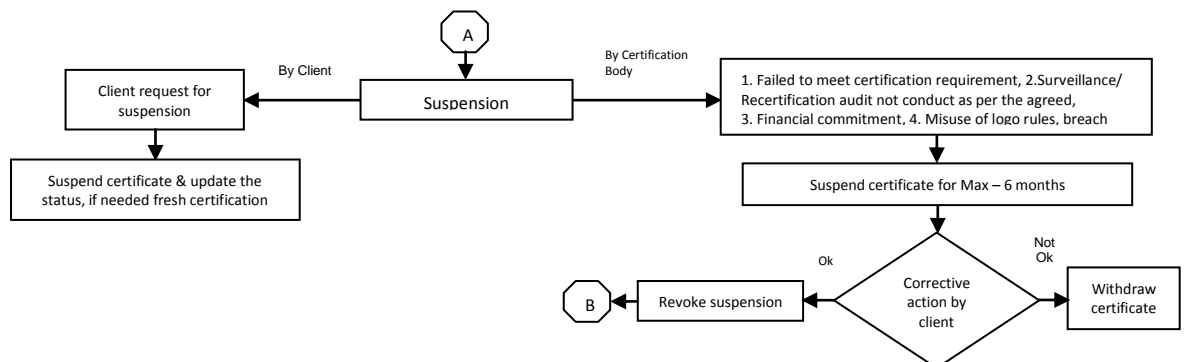 A
By Client
By Certification
Body
Client request for
suspension
Suspension
1. Failed to meet certification requirement, 2.Surveillance/
Recertification audit not conduct as per the agreed,
3. Financial commitment, 4. Misuse of logo rules, breach
Suspend certificate & update the
status, if needed fresh certification
Suspend certificate for Max – 6 months
Ok
Not
Ok
B
Revoke suspension
Corrective
action by
client
Withdraw
certificate